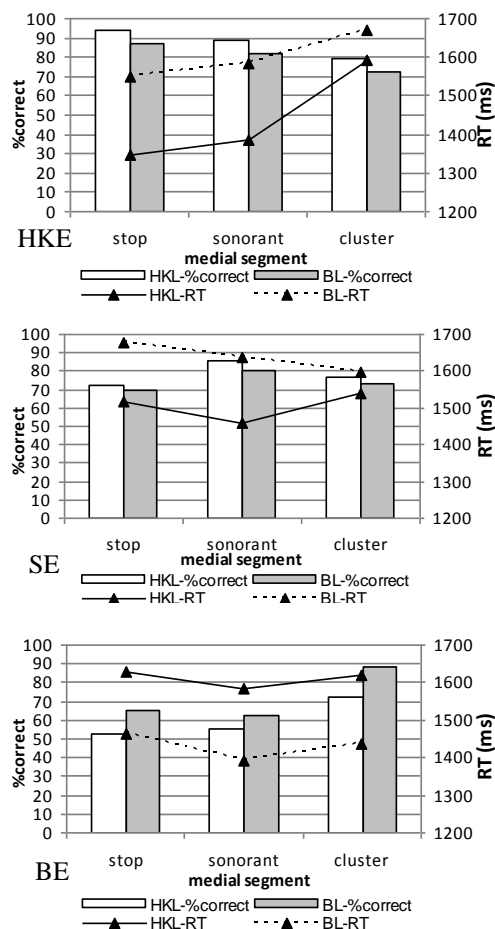 100
90
80
70
60
50
40
30
20
10
0
%correct
1700
1600
1500
1400
1300
1200
RT (ms)
stop sonorant cluster
HKE
medial segment
HKL-%correct BL-%correct
HKL-RT BL-RT
100
90
80
70
60
50
40
30
20
10
0
%correct
1700
1600
1500
1400
1300
1200
RT (ms)
stop sonorant cluster
SE
medial segment
HKL-%correct BL-%correct
HKL-RT BL-RT
100
90
80
70
60
50
40
30
20
10
0
%correct
1700
1600
1500
1400
1300
1200
RT (ms)
stop sonorant cluster
BE
medial segment
HKL-%correct BL-%correct
HKL-RT BL-RT